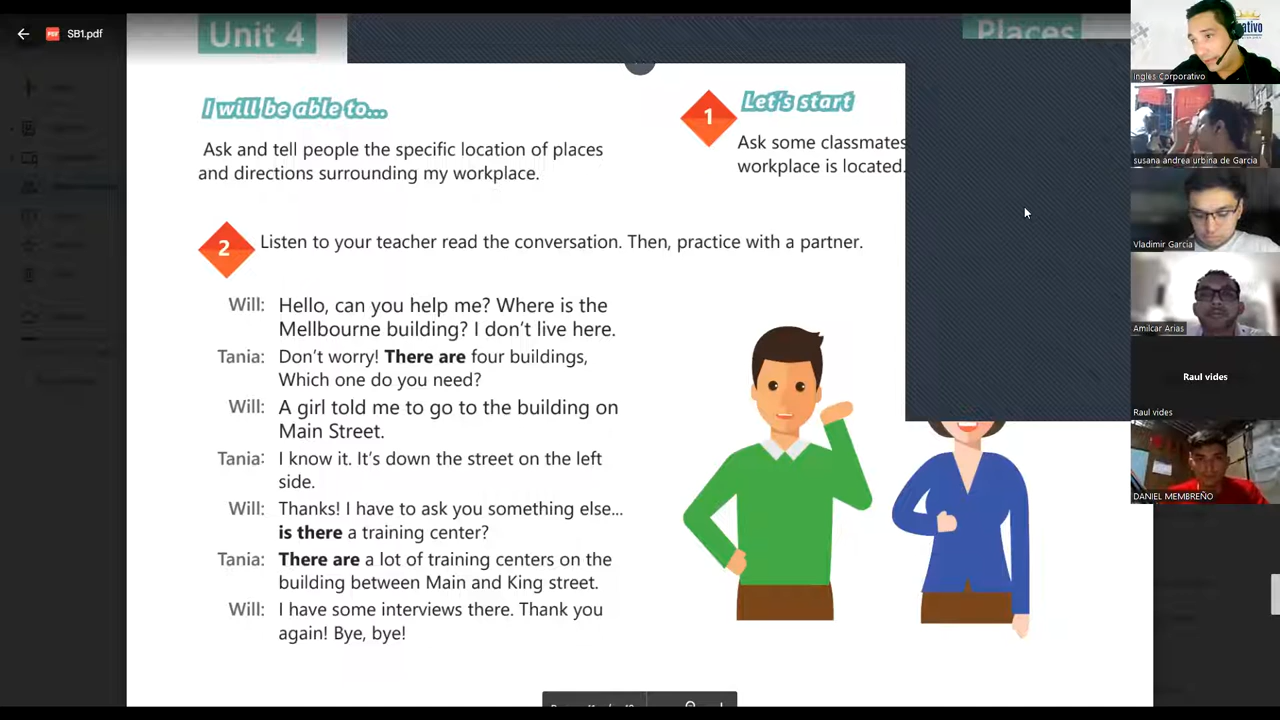 SB1.pdf
Unit 4
Places
I will be able to...
Ask and tell people the specific location of places
and directions surrounding my workplace.
1
Let's start
Ask some classmates
workplace is located.
2
Listen to your teacher read the conversation. Then, practice with a partner.
Will: Hello, can you help me? Where is the
Mellbourne building? I don't live here.
Tania: Don't worry! There are four buildings,
Which one do you need?
Will: A girl told me to go to the building on
Main Street.
Tania: I know it. It's down the street on the left
side.
Will: Thanks! I have to ask you something else...
is there a training center?
Tania: There are a lot of training centers on the
building between Main and King street.
Will: I have some interviews there. Thank you
again! Bye, bye!
Ingles Corporativo
susana andrea urbina de Garcia
Vladimir Garcia
Amilcar Arias
Raul vides
Raul vides
DANIEL MEMBREÑO